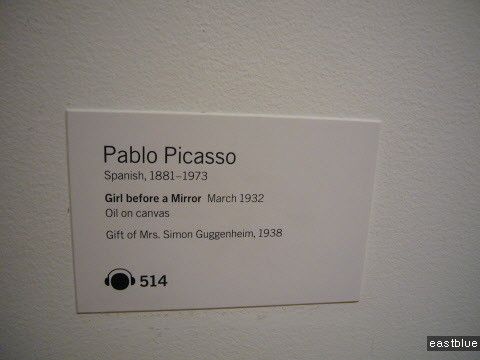 Pablo Picasso
Spanish, 1881–1973
Girl before a Mirror March 1932
Oil on canvas
Gift of Mrs. Simon Guggenheim, 1938
514
eastblue